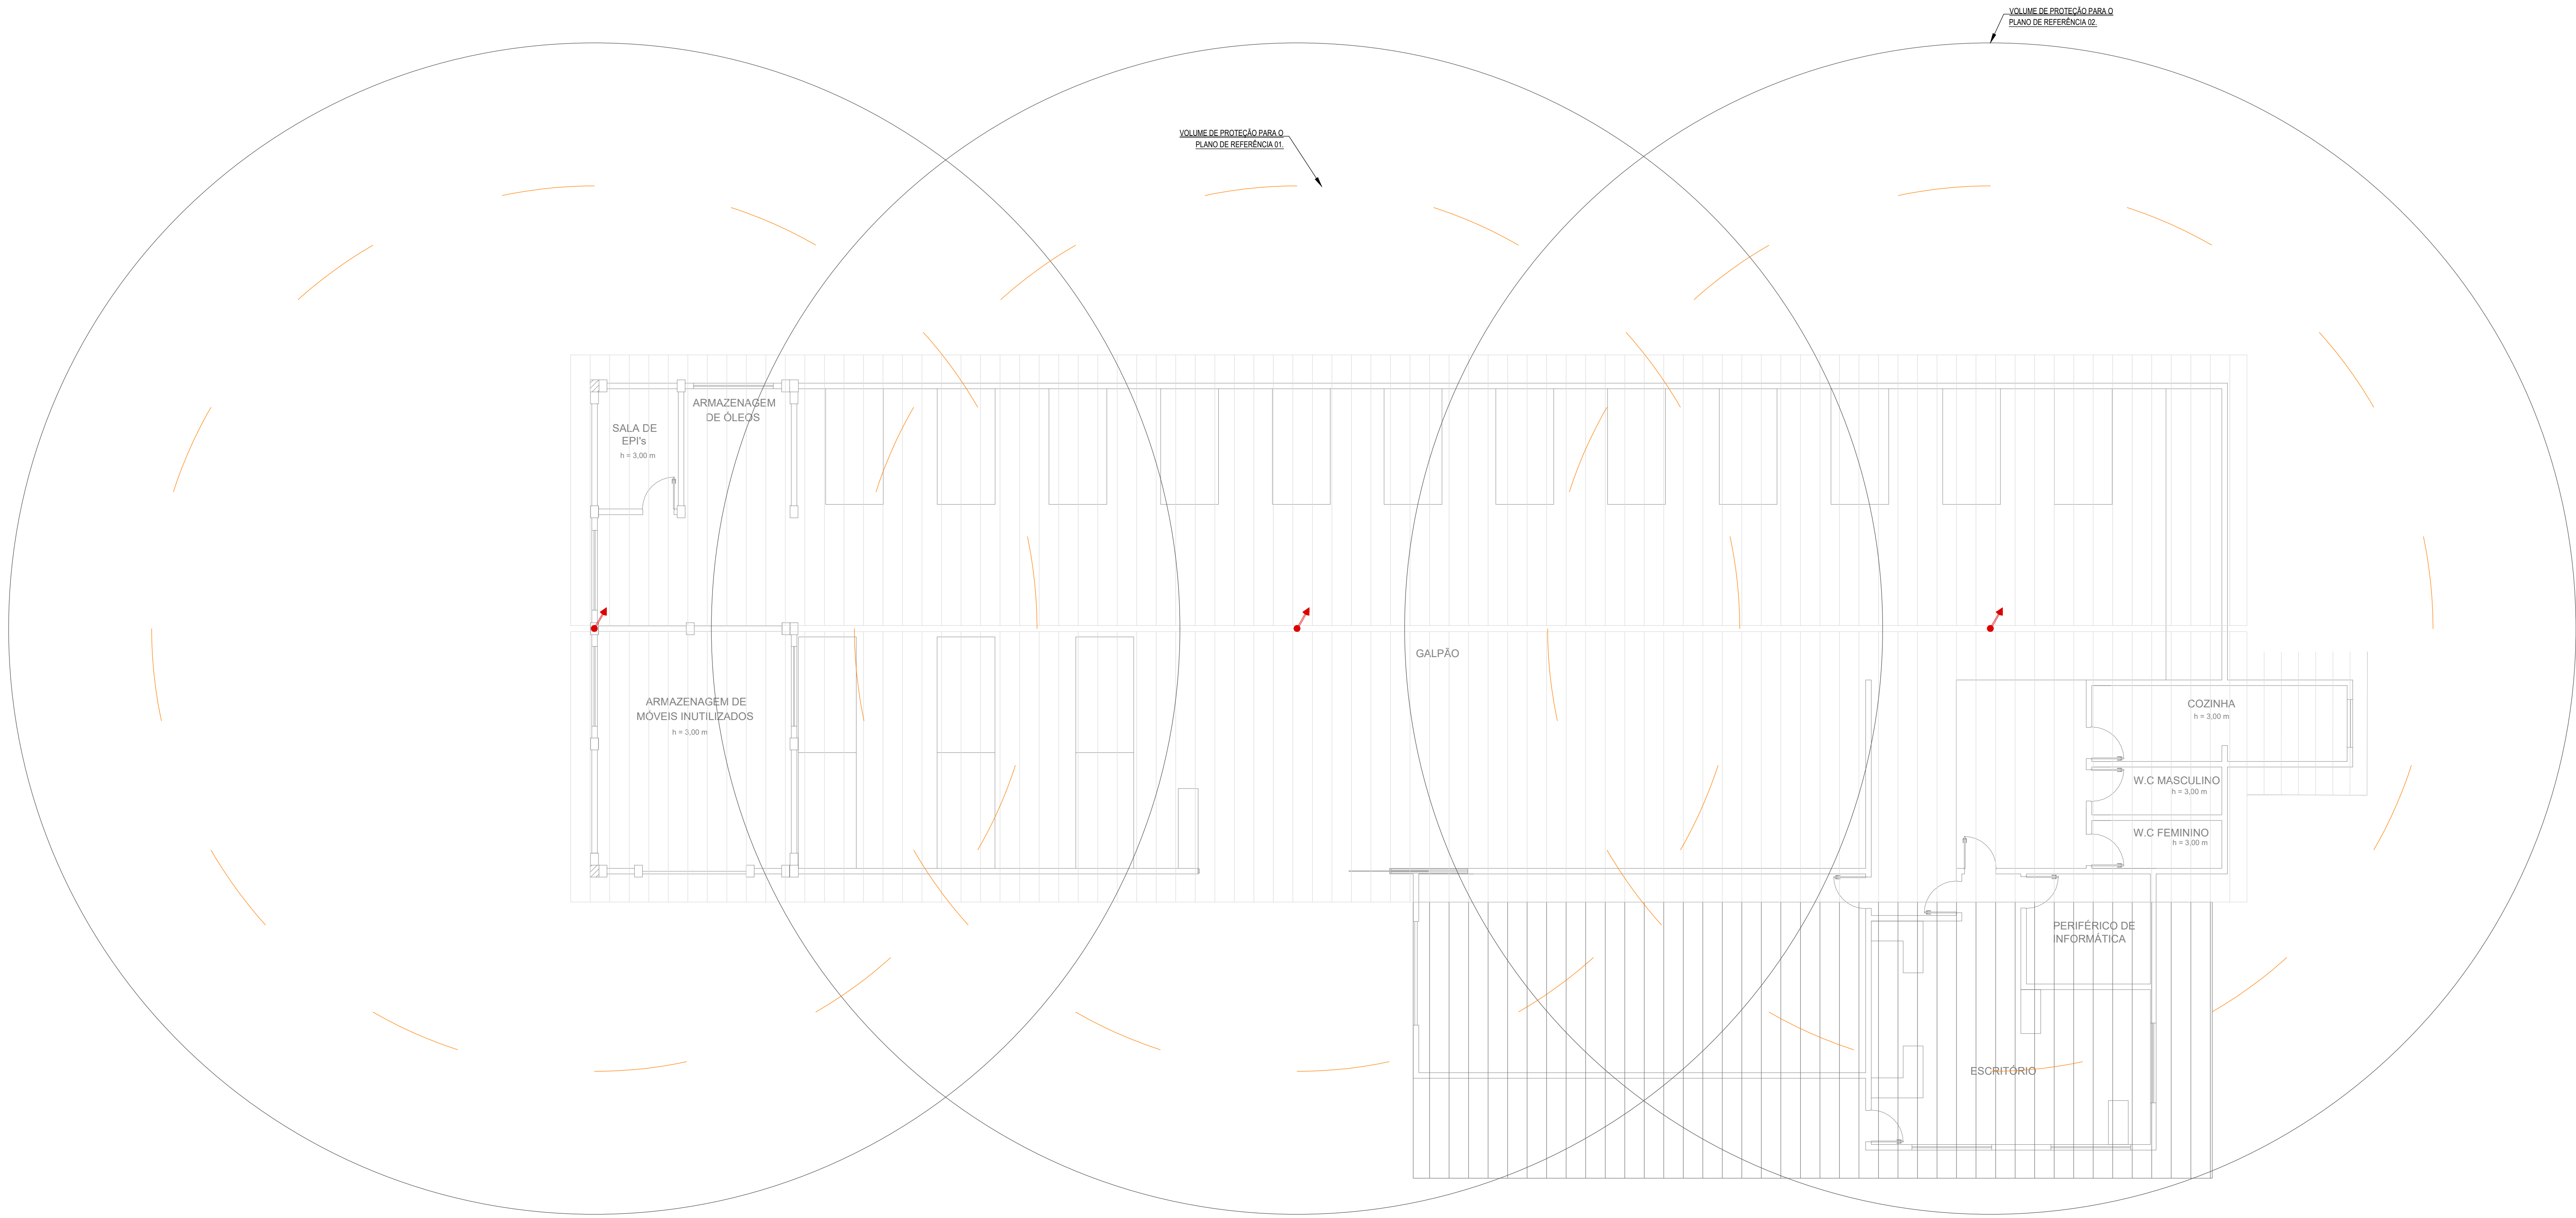 VOLUME DE PROTEÇÃO PARA O
PLANO DE REFERÊNCIA 02.
VOLUME DE PROTEÇÃO PARA O
PLANO DE REFERÊNCIA 01.
ARMAZENAGEM
DE ÓLEOS
SALA DE
EPI's
h = 3,00 m
GALPÃO
ARMAZENAGEM DE
MÓVEIS INUTILIZADOS
h = 3,00 m
COZINHA
h = 3,00 m
W.C MASCULINO
h = 3,00 m
W.C FEMININO
h = 3,00 m
PERIFÉRICO DE
INFORMÁTICA
ESCRITÓRIO